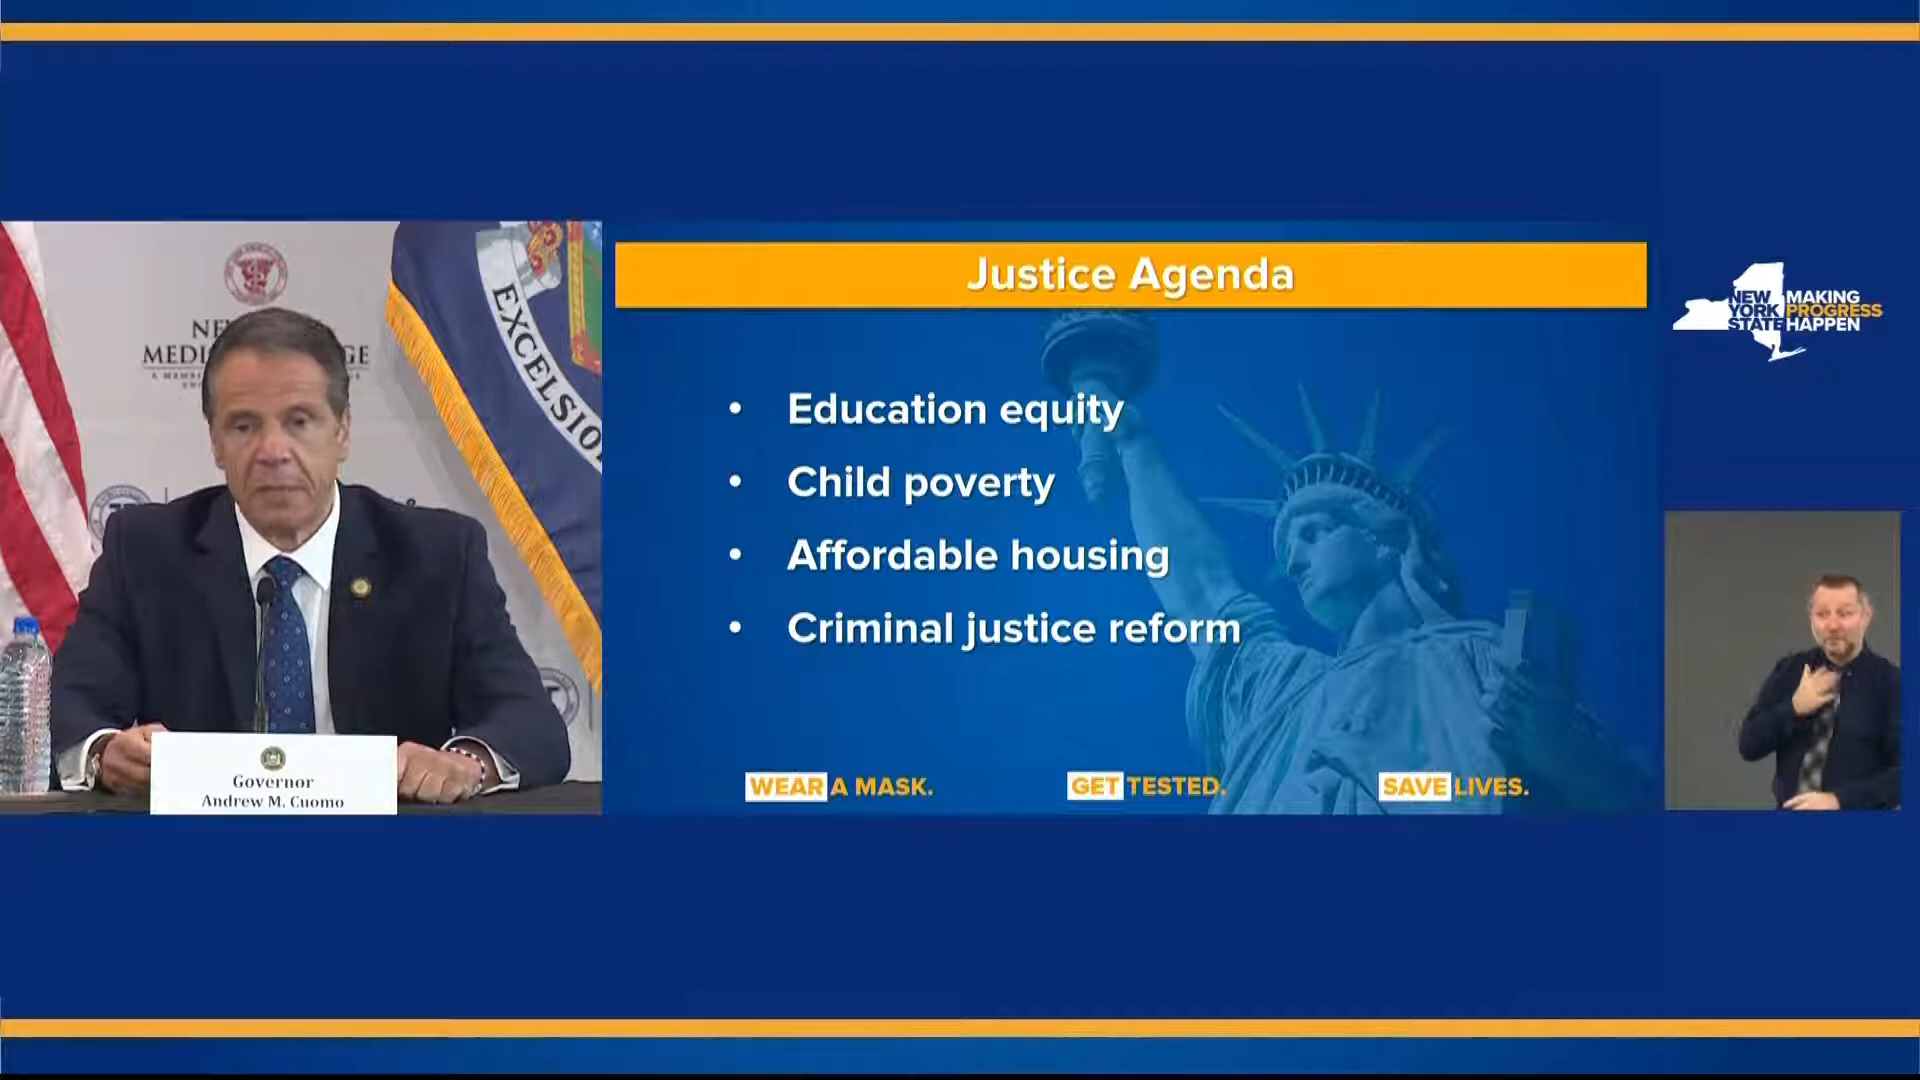 EXCELSIO
Governor
Andrew M. Cuomo
Justice Agenda
• Education equity
• Child poverty
• Affordable housing
• Criminal justice reform
WEAR A MASK.
GET TESTED.
SAVE LIVES.
NEW YORK STATE
MAKING PROGRESS HAPPEN